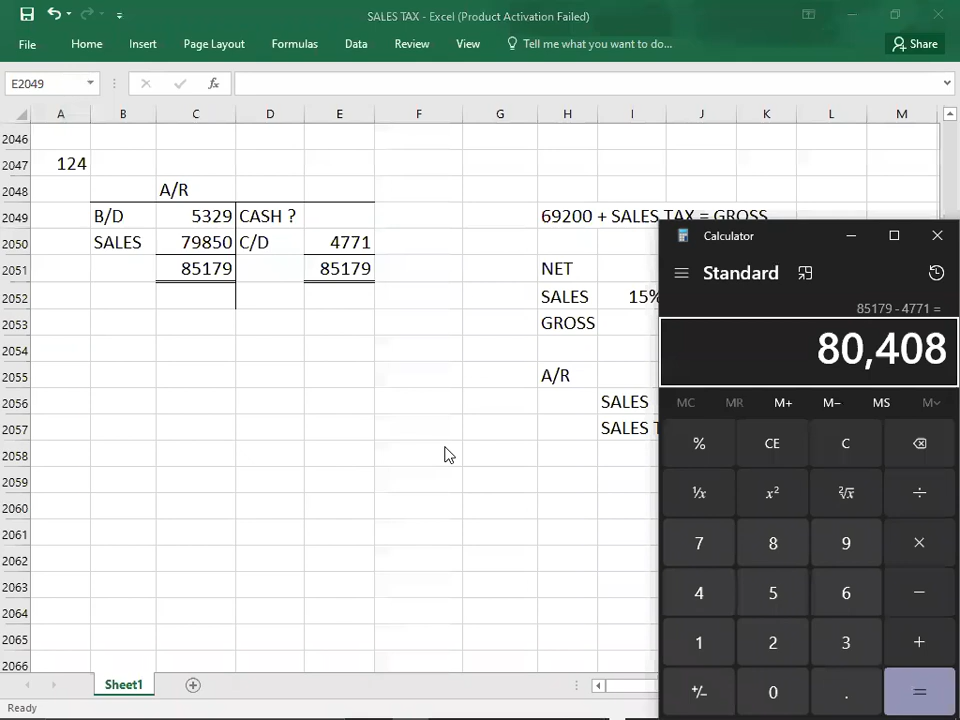 SALES TAX - Excel (Product Activation Failed)
File Home Insert Page Layout Formulas Data Review View Tell me what you want to do... Share
E2049 fx
A B C D E F G H I J K L M
2046
2047 124
2048 A/R
2049 B/D 5329 CASH ? 69200 + SALES TAX = GROSS
2050 SALES 79850 C/D 4771
2051 85179 85179 NET
2052 SALES 15%
2053 GROSS
2054
2055 A/R
2056 SALES
2057 SALES T
2058
2059
2060
2061
2062
2063
2064
2065
2066
Sheet1
Ready
Calculator
Standard
85179 - 4771 =
80,408
MC MR M+ M− MS M
% CE C
¹/x x² ²√x ÷
7 8 9 ×
4 5 6 −
1 2 3 +
+/− 0 . =